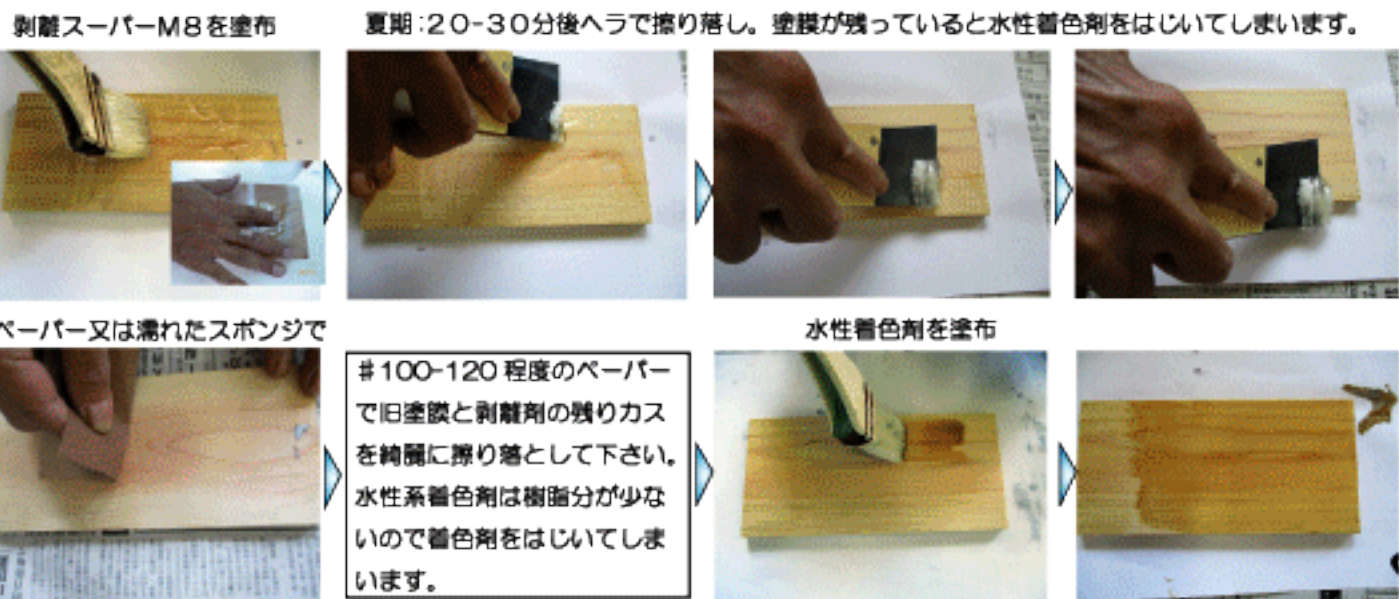 剥離スーパーM8を塗布
夏期:20-30分後ヘラで擦り落し。塗膜が残っていると水性着色剤をはじいてしまいます。
ペーパー又は濡れたスポンジで
#100-120程度のペーパー
で旧塗膜と剥離剤の残りカス
を綺麗に擦り落として下さい。
水性系着色剤は樹脂分が少な
いので着色剤をはじいてしま
います。
水性着色剤を塗布